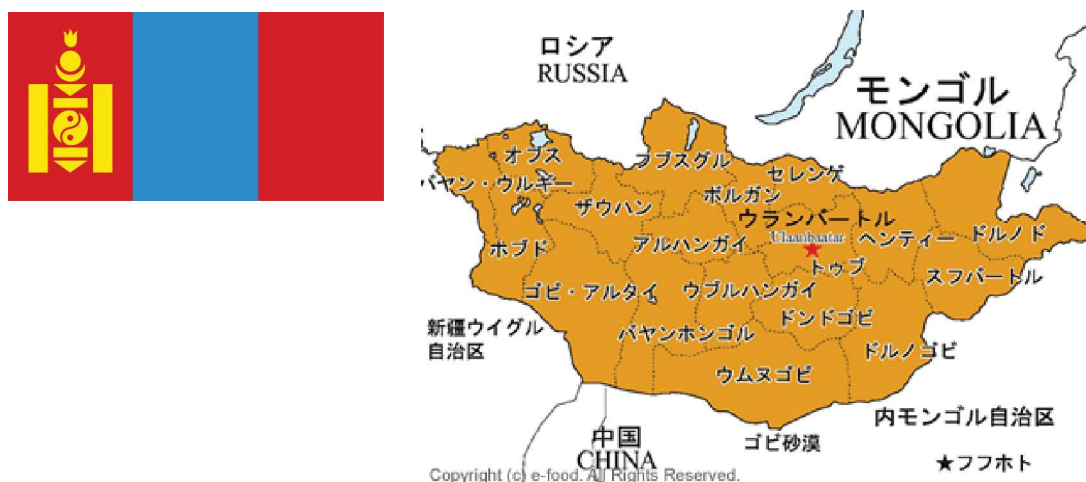 ロシア
RUSSIA
モンゴル
MONGOLIA
オブス
フブスグル
セレンゲ
バヤン・ウルギー
ボルガン
ザウハン
ウランバートル
Ulaanbaatar
ヘンティー
ドルノド
ホブド
アルハンガイ
トゥブ
スフバートル
ゴビ・アルタイ
ウブルハンガイ
ドンドゴビ
新疆ウイグル
自治区
バヤンホンゴル
ドルノゴビ
ウムヌゴビ
内モンゴル自治区
中国
CHINA
ゴビ砂漠
★フフホト
Copyright (c) e-food. All Rights Reserved.